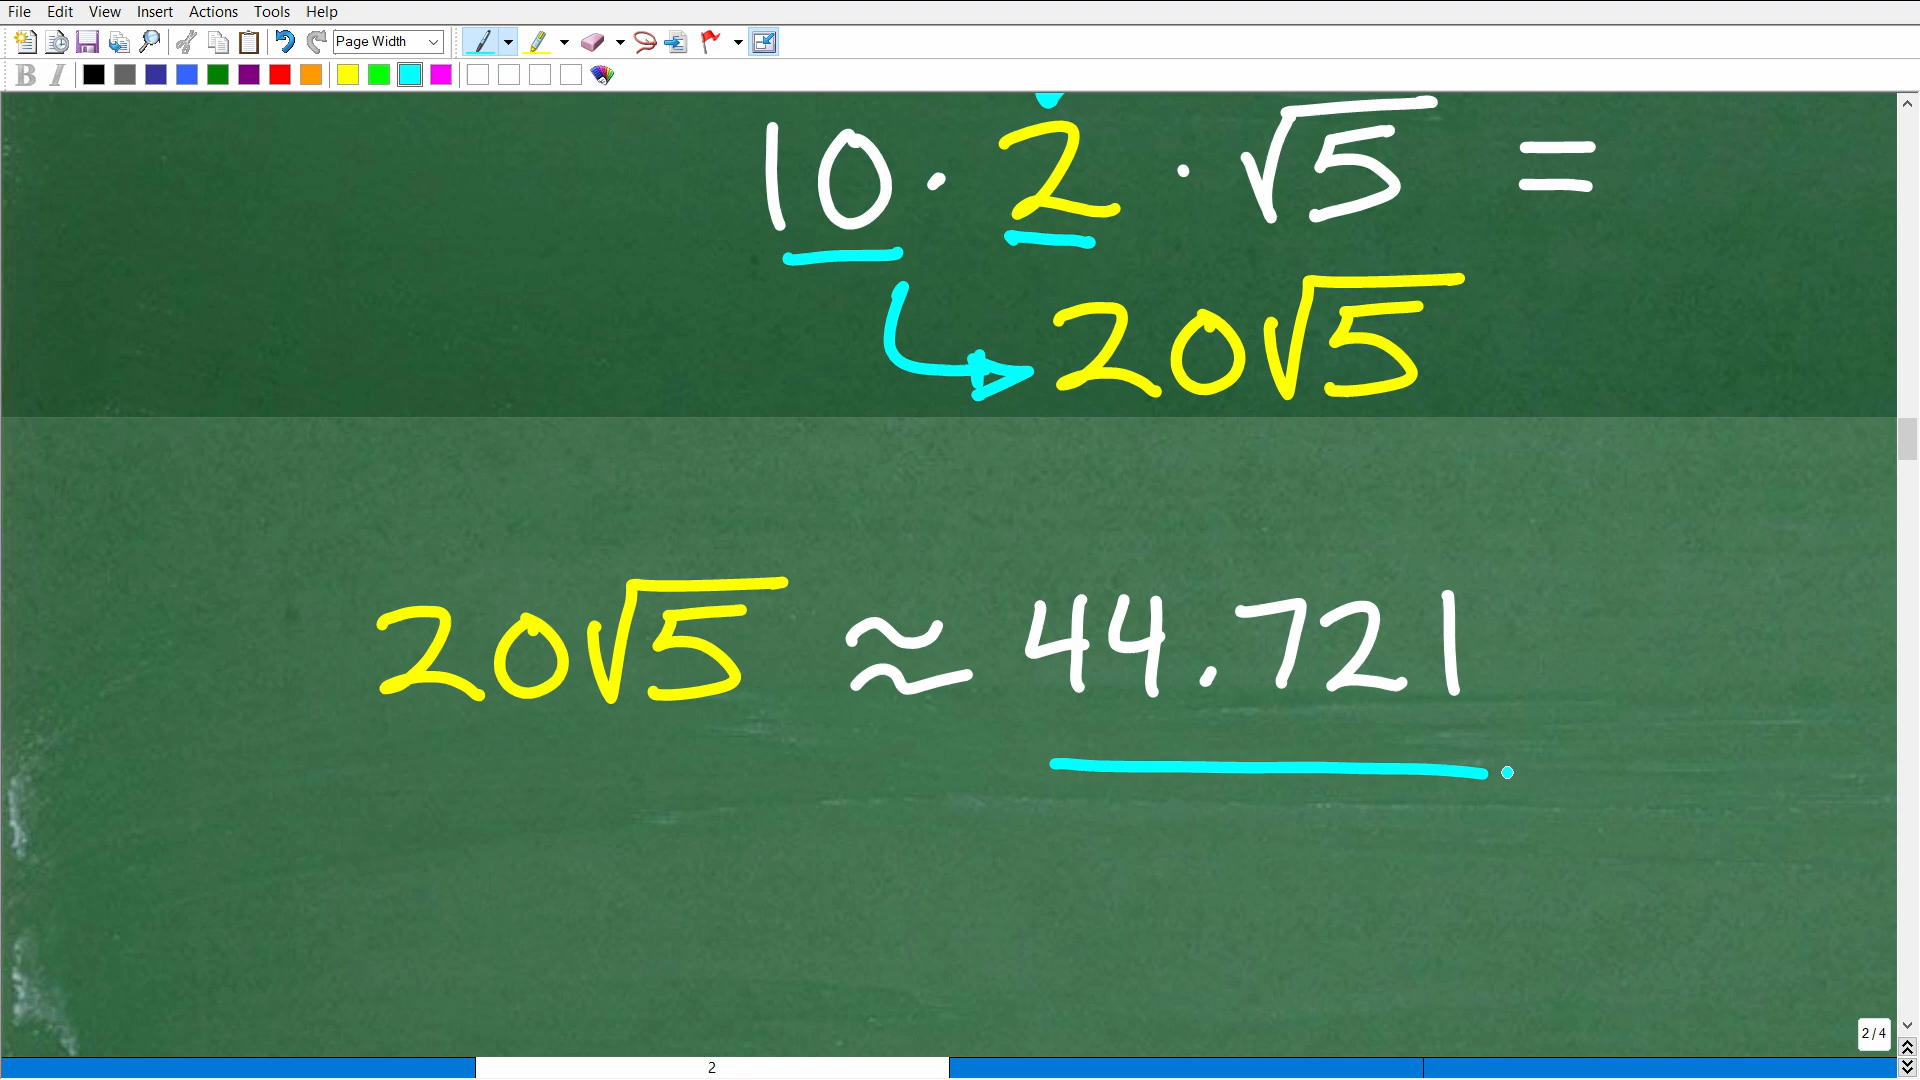 File Edit View Insert Actions Tools Help
Page Width
B I
10 · 2 · √5 =
20√5
20√5 ≈ 44.721
2 / 4
2